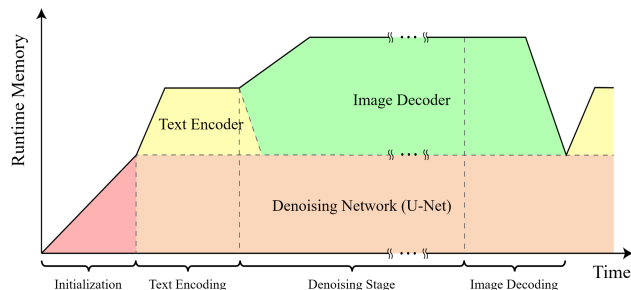 Runtime Memory
Image Decoder
Text Encoder
Denoising Network (U-Net)
Time
Initialization
Text Encoding
Denoising Stage
Image Decoding